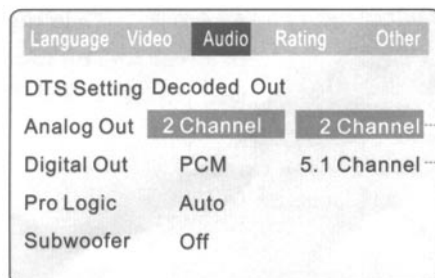 Language Video Audio Rating Other
DTS Setting Decoded Out
Analog Out 2 Channel 2 Channel
Digital Out PCM 5.1 Channel
Pro Logic Auto
Subwoofer Off